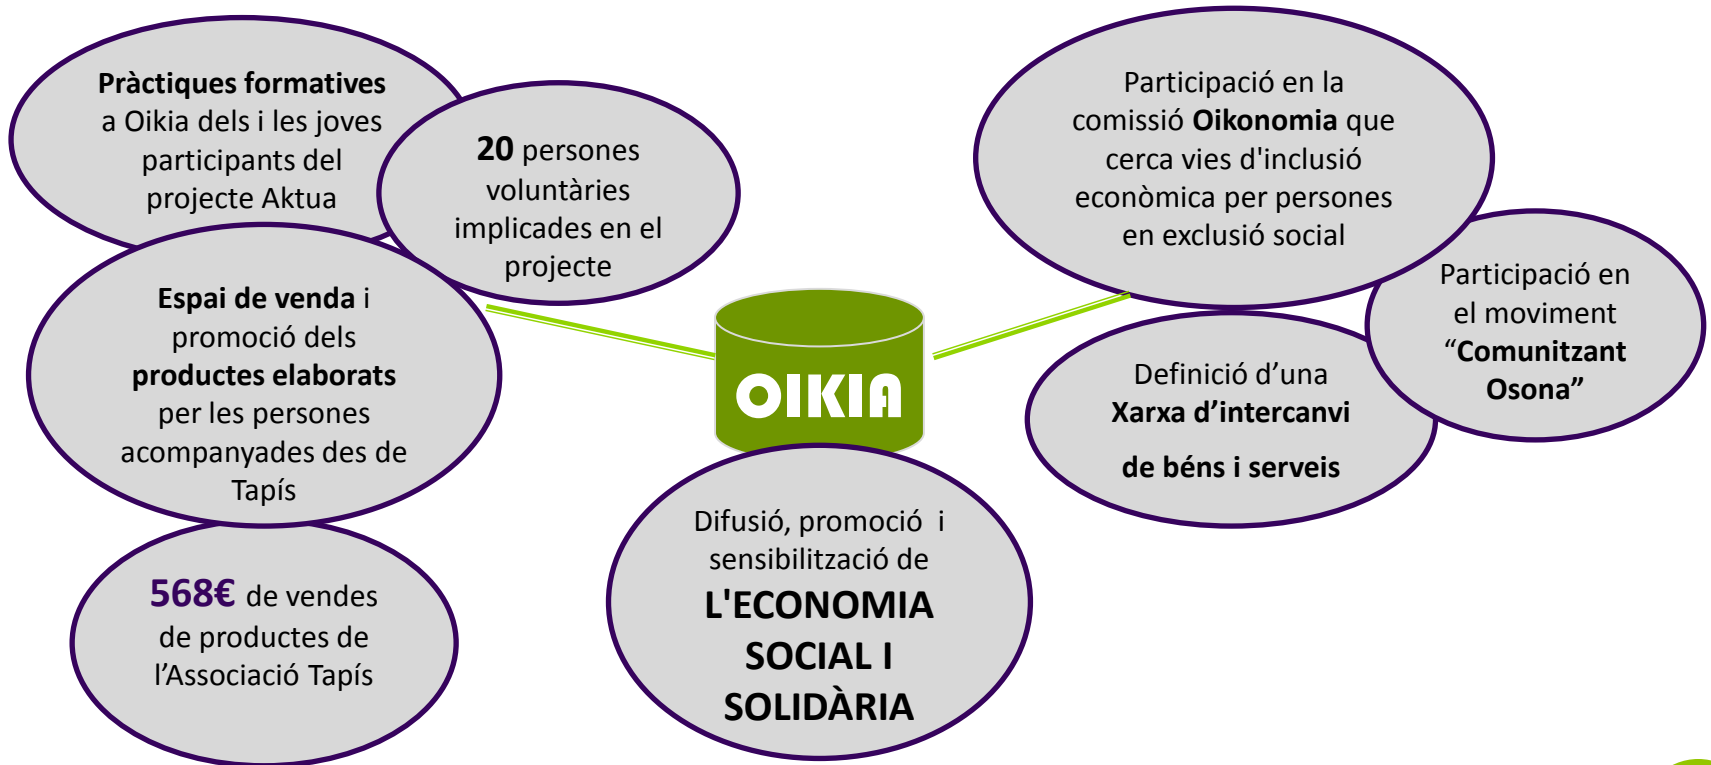 Pràctiques formatives
a Oikia dels i les joves
participants del
projecte Aktua
20 persones
voluntàries
implicades en el
projecte
Espai de venda i
promoció dels
productes elaborats
per les persones
acompanyades des de
Tapís
568€ de vendes
de productes de
l’Associació Tapís
OIKIA
Difusió, promoció i
sensibilització de
L'ECONOMIA
SOCIAL I
SOLIDÀRIA
Participació en la
comissió Oikonomia que
cerca vies d'inclusió
econòmica per persones
en exclusió social
Participació en
el moviment
“Comunitzant
Osona”
Definició d’una
Xarxa d’intercanvi
de béns i serveis